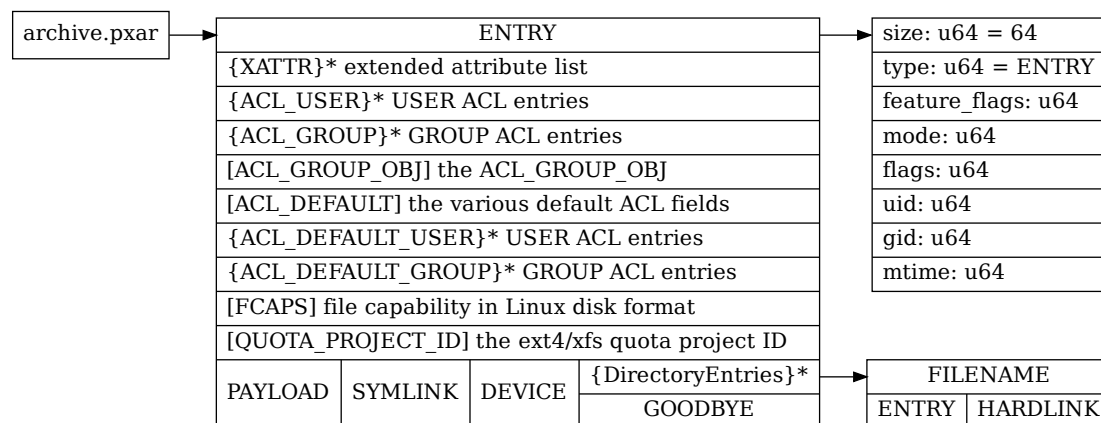 archive.pxar
ENTRY
{XATTR}* extended attribute list
{ACL_USER}* USER ACL entries
{ACL_GROUP}* GROUP ACL entries
[ACL_GROUP_OBJ] the ACL_GROUP_OBJ
[ACL_DEFAULT] the various default ACL fields
{ACL_DEFAULT_USER}* USER ACL entries
{ACL_DEFAULT_GROUP}* GROUP ACL entries
[FCAPS] file capability in Linux disk format
[QUOTA_PROJECT_ID] the ext4/xfs quota project ID
PAYLOAD
SYMLINK
DEVICE
{DirectoryEntries}*
GOODBYE
size: u64 = 64
type: u64 = ENTRY
feature_flags: u64
mode: u64
flags: u64
uid: u64
gid: u64
mtime: u64
FILENAME
ENTRY
HARDLINK